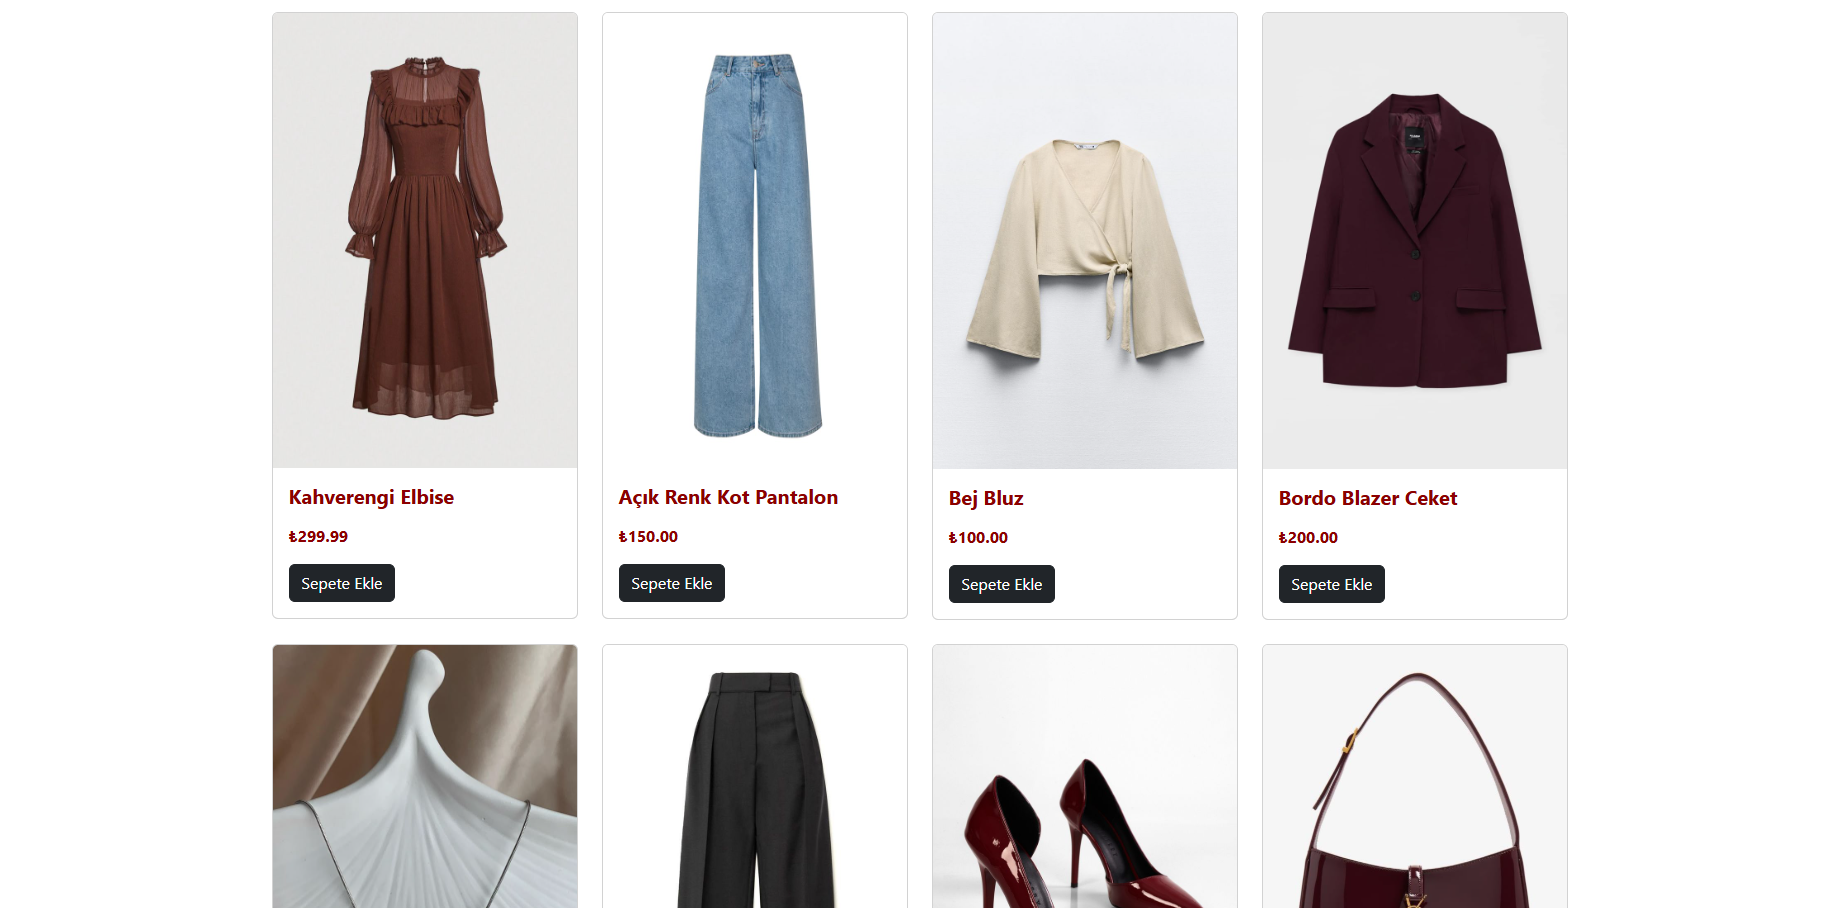 Kahverengi Elbise
₺299.99
Sepete Ekle
Açık Renk Kot Pantalon
₺150.00
Sepete Ekle
Bej Bluz
₺100.00
Sepete Ekle
Bordo Blazer Ceket
₺200.00
Sepete Ekle